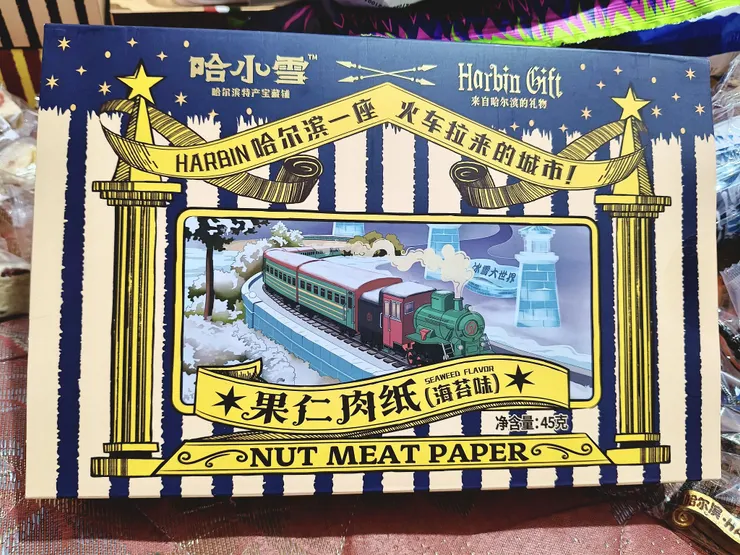 哈小雪™
哈尔滨特产宝藏铺
Harbin Gift
来自哈尔滨的礼物
HARBIN 哈尔滨一座 火车拉来的城市!
冰雪大世界
果仁肉纸(海苔味)
SEAWEED FLAVOR
净含量:45克
NUT MEAT PAPER
哈尔滨